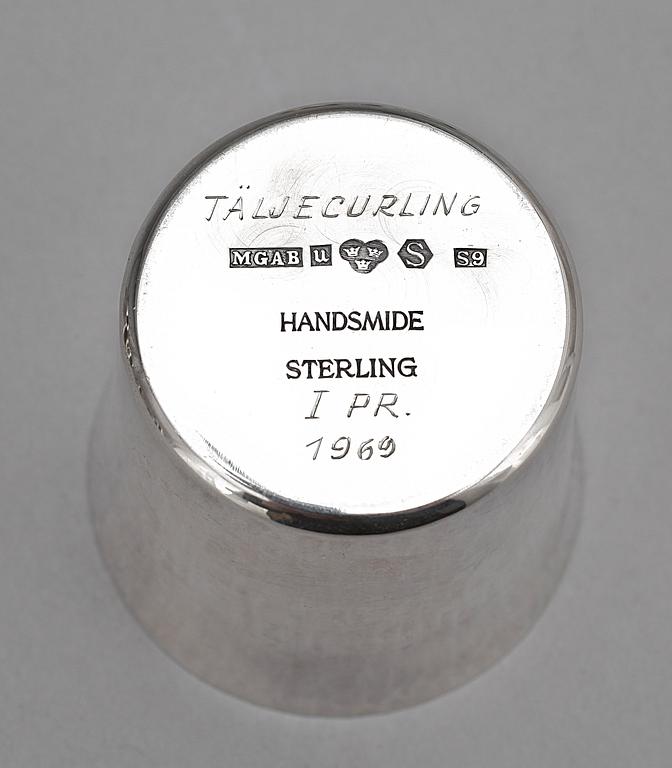 TÄLJECURLING
MGAB u S S9
HANDSMIDE
STERLING
I PR.
1969